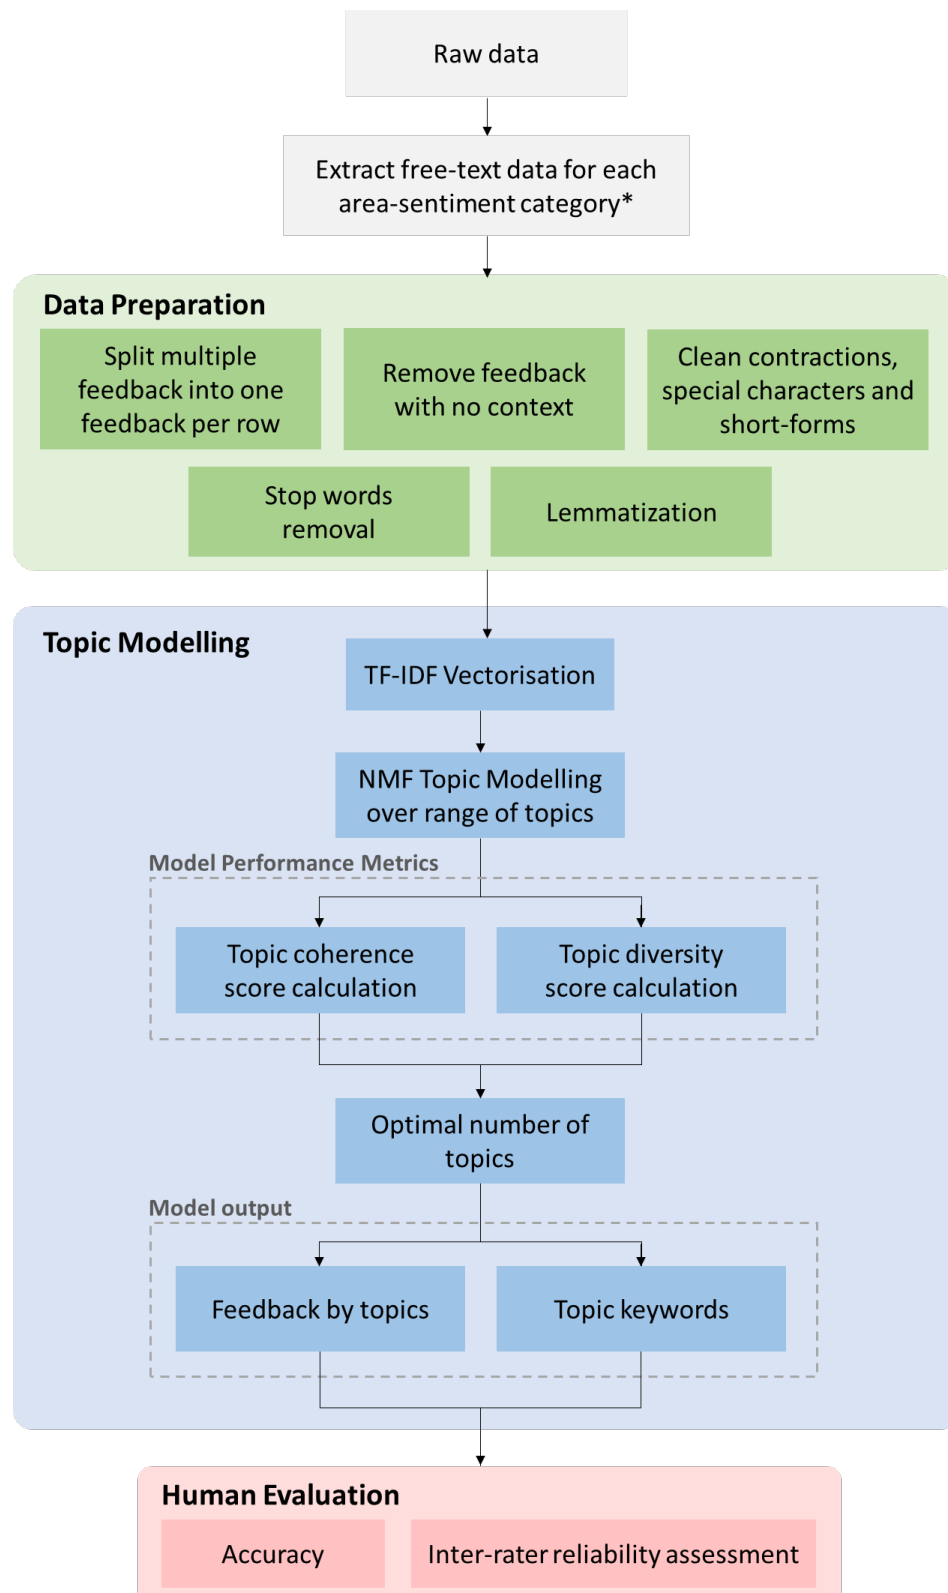 Raw data
Extract free-text data for each
area-sentiment category*
Data Preparation
Split multiple
feedback into one
feedback per row
Remove feedback
with no context
Clean contractions,
special characters and
short-forms
Stop words
removal
Lemmatization
Topic Modelling
TF-IDF Vectorisation
NMF Topic Modelling
over range of topics
Model Performance Metrics
Topic coherence
score calculation
Topic diversity
score calculation
Optimal number of
topics
Model output
Feedback by topics
Topic keywords
Human Evaluation
Accuracy
Inter-rater reliability assessment